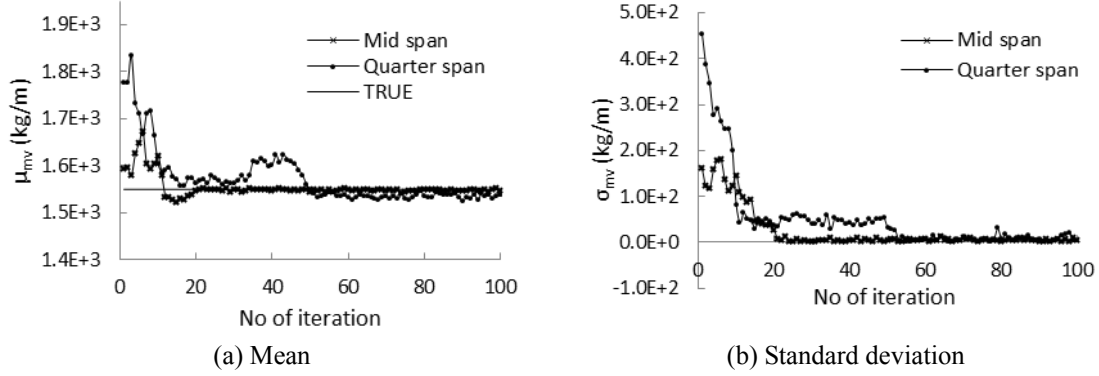 1.9E+3
1.8E+3
1.7E+3
1.6E+3
1.5E+3
1.4E+3
μmv (kg/m)
Mid span
Quarter span
TRUE
0 20 40 60 80 100
No of iteration
(a) Mean
5.0E+2
4.0E+2
3.0E+2
2.0E+2
1.0E+2
0.0E+0
-1.0E+2
σmv (kg/m)
Mid span
Quarter span
0 20 40 60 80 100
No of iteration
(b) Standard deviation